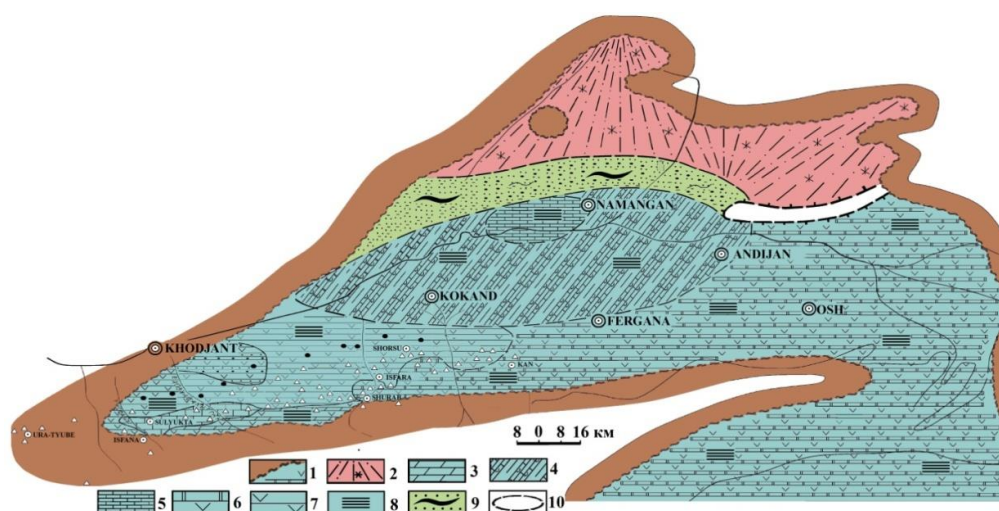 NAMANGAN
ANDIJAN
KOKAND
OSH
FERGANA
KHODJANT
SHORSU
KAN
ISFARA
SHURAB
SULYUKTA
URA-TYUBE
ISFANA
8 0 8 16 км
1 2 3 4
5 6 7 8 9 10